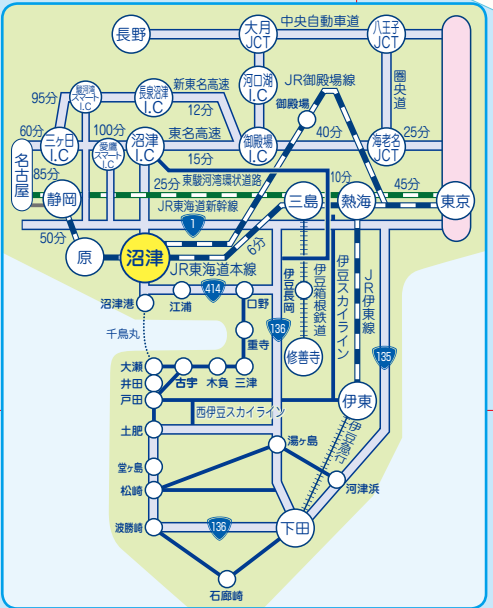 中央自動車道
長野
大月
JCT
八王子
JCT
河口湖
I.C
圏央道
駿河湾
スマート
I.C
長泉沼津
I.C
新東名高速
12分
JR御殿場線
御殿場
95分
60分
三ヶ日
I.C
100分
愛鷹
スマート
I.C
沼津
I.C
東名高速
15分
御殿場
I.C
40分
海老名
JCT
25分
名古屋
85分
静岡
25分
東駿河湾環状道路
JR東海道新幹線
三島
10分
熱海
45分
東京
1
50分
原
沼津
6分
JR東海道本線
沼津港
江浦
414
口野
伊豆長岡
伊豆箱根鉄道
伊豆スカイライン
JR伊東線
千鳥丸
重寺
136
修善寺
135
大瀬
井田
戸田
古宇
木負
三津
伊東
西伊豆スカイライン
土肥
伊豆急行
湯ヶ島
堂ヶ島
松崎
河津浜
波勝崎
136
下田
石廊崎